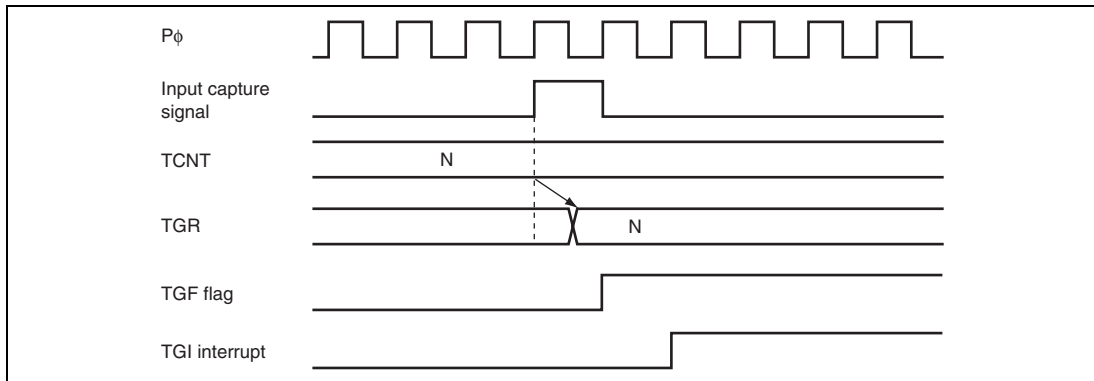 Pϕ
Input capture
signal
TCNT
N
TGR
N
TGF flag
TGI interrupt